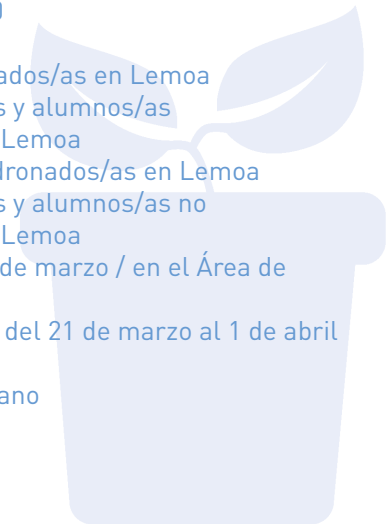 ados/as en Lemoa
s y alumnos/as
Lemoa
dronados/as en Lemoa
s y alumnos/as no
Lemoa
de marzo / en el Área de
del 21 de marzo al 1 de abril
ano